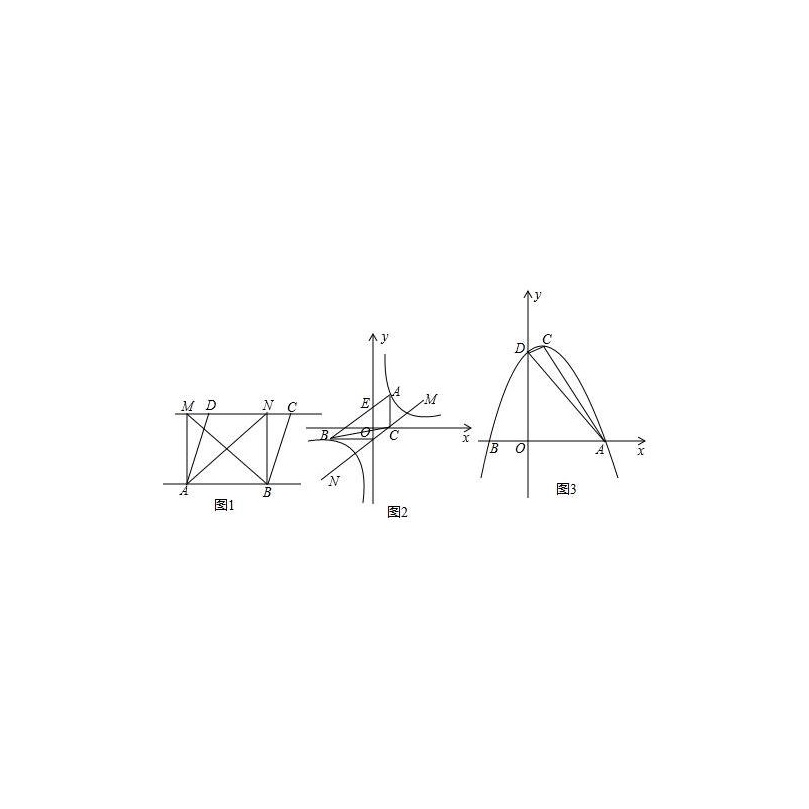 M D N C
A B
图1
y
E A M
B O C x
N
图2
y
D C
B O A x
图3